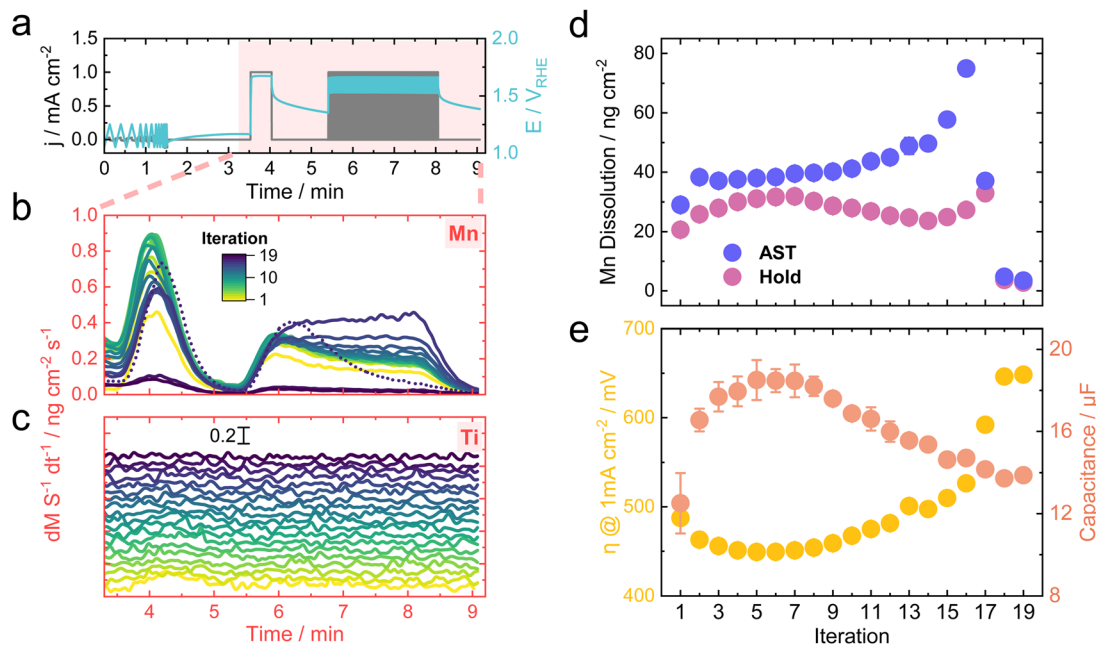 a
j / mA cm-2
1.5
1.0
0.5
0.0
2.0
1.5
1.0
E / VRHE
0 1 2 3 4 5 6 7 8 9
Time / min
b
Mn
1.0
0.8
0.6
0.4
0.2
0.0
Iteration
19
10
1
c
Ti
0.2
dM S-1 dt-1 / ng cm-2 s-1
4 5 6 7 8 9
Time / min
d
Mn Dissolution / ng cm-2
80
60
40
20
0
AST
Hold
e
η @ 1mA cm-2 / mV
700
600
500
400
20
16
12
8
Capacitance / µF
1 3 5 7 9 11 13 15 17 19
Iteration